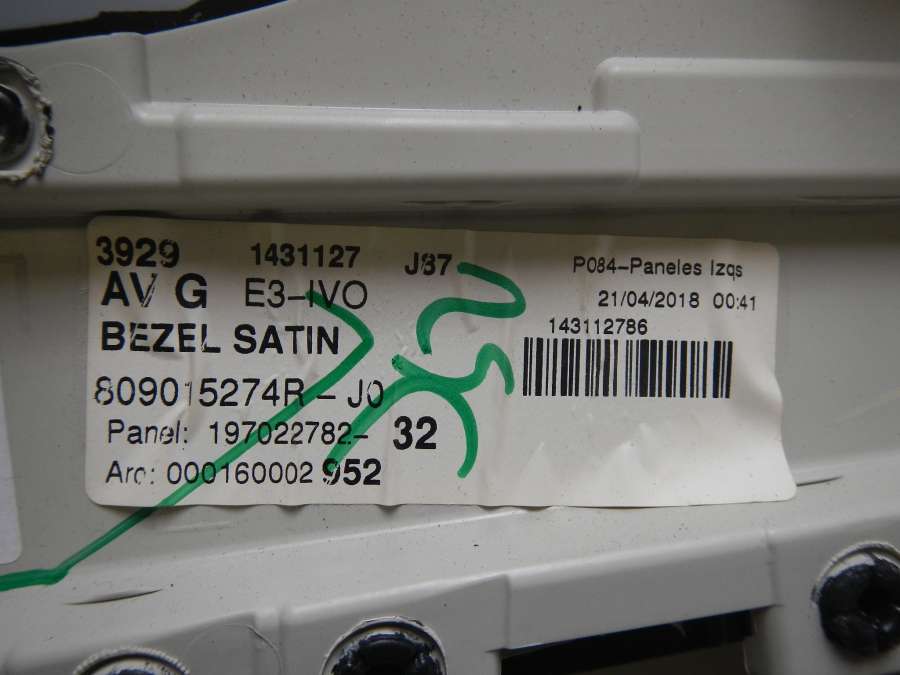 3929 1431127 J87 P084-Paneles Izqs
AV G E3-IVO 21/04/2018 00:41
BEZEL SATIN 143112786
809015274R - J0
Panel: 197022782- 32
Arc: 000160002 952